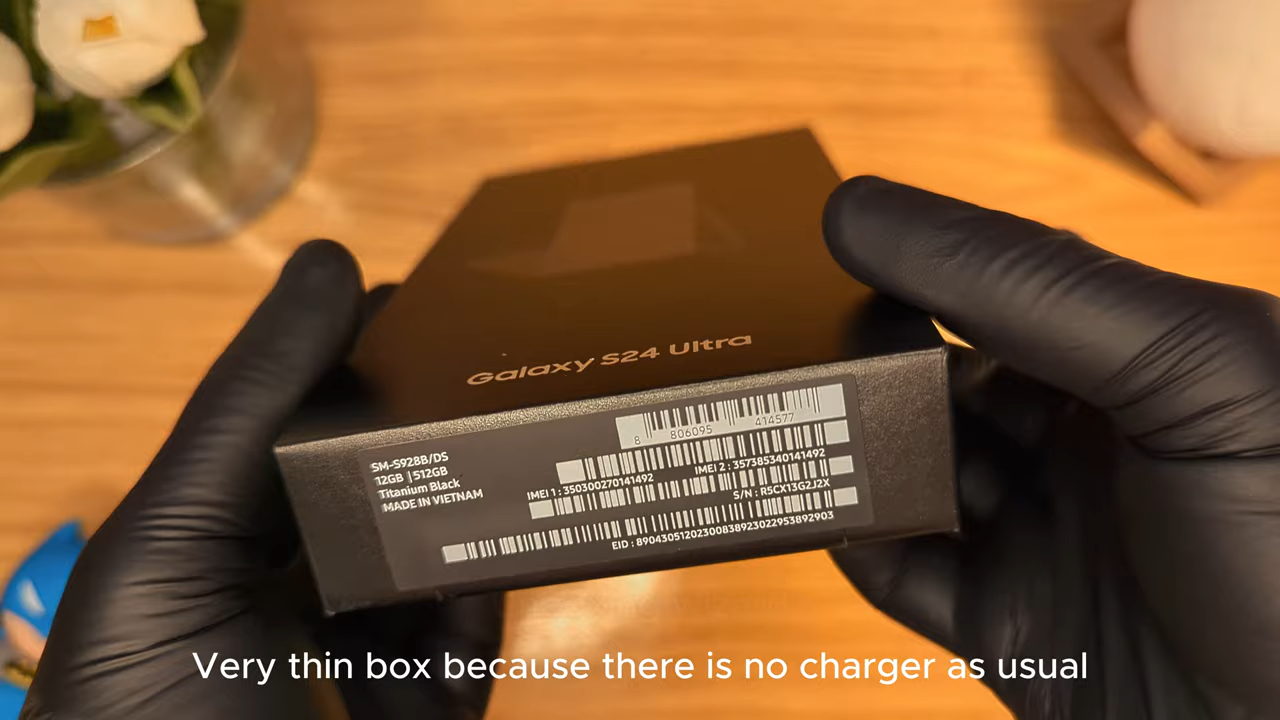 Galaxy S24 Ultra
SM-S928B/DS
12GB | 512GB
Titanium Black
MADE IN VIETNAM
8 806095 414577
IMEI 1 : 350300270141492
IMEI 2 : 357385340141492
S/N : R5CX13G2J2X
EID : 89043051202300838923022953892903
Very thin box because there is no charger as usual